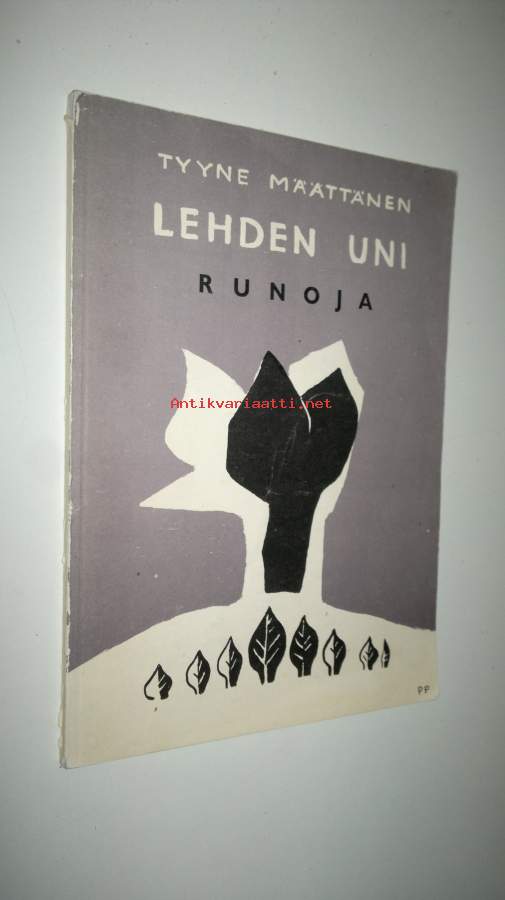 TYYNE MÄÄTTÄNEN
LEHDEN UNI
RUNOJA
Antikvariaatti.net
PP